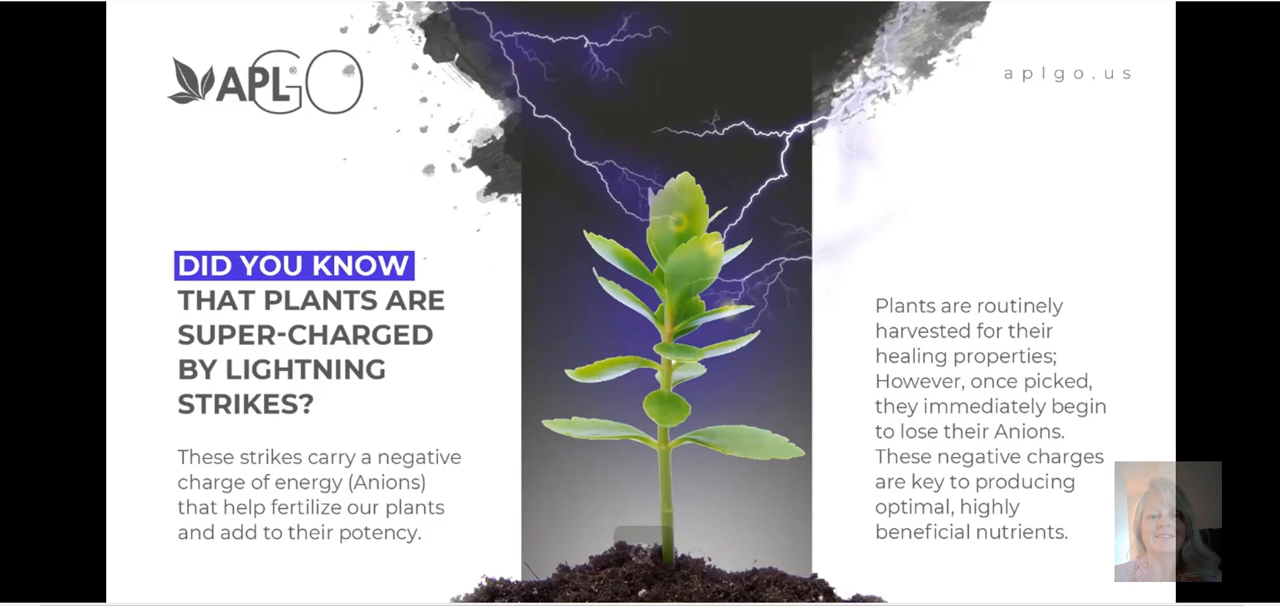 APLGO®
aplgo.us
DID YOU KNOW
THAT PLANTS ARE
SUPER-CHARGED
BY LIGHTNING
STRIKES?
These strikes carry a negative
charge of energy (Anions)
that help fertilize our plants
and add to their potency.
Plants are routinely
harvested for their
healing properties;
However, once picked,
they immediately begin
to lose their Anions.
These negative charges
are key to producing
optimal, highly
beneficial nutrients.